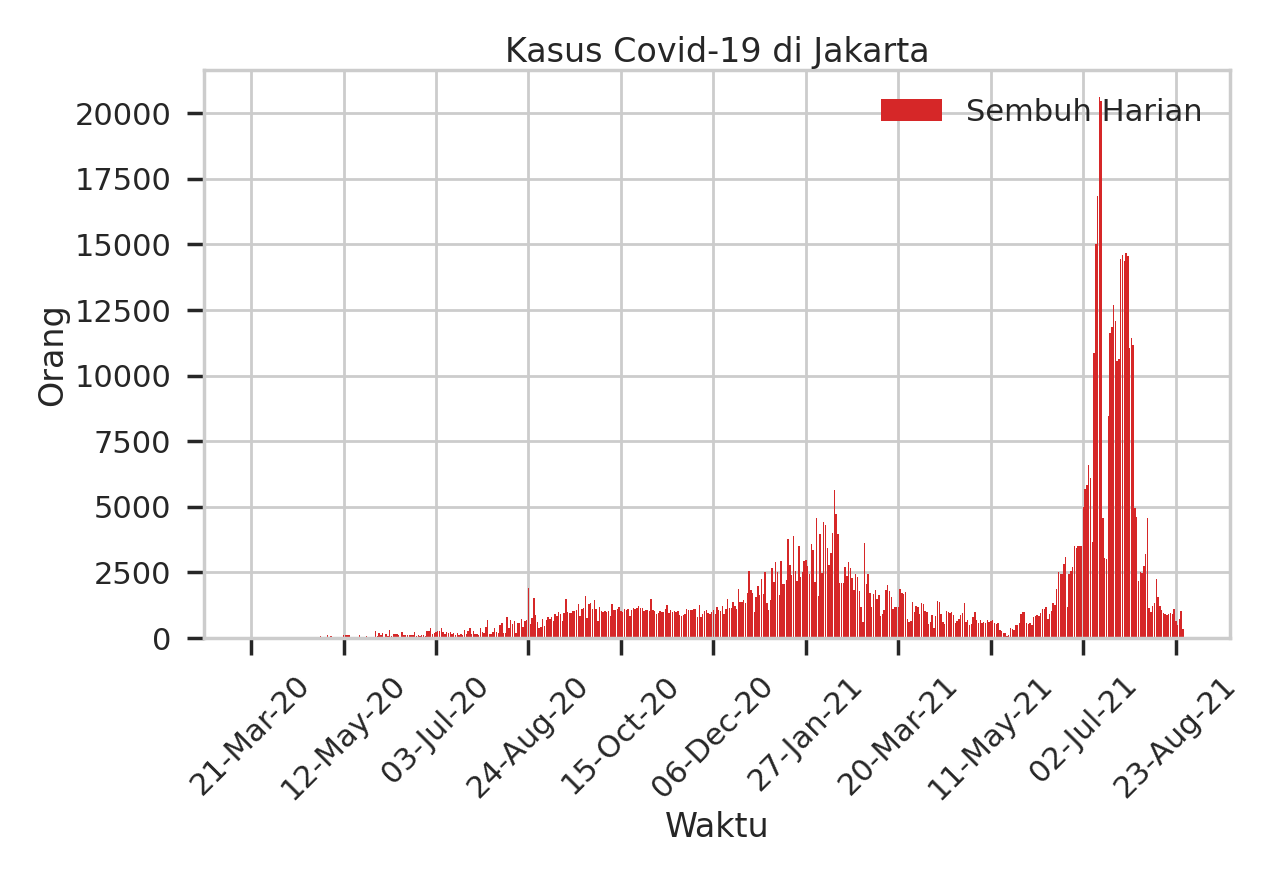 Kasus Covid-19 di Jakarta
Sembuh Harian
Orang
20000
17500
15000
12500
10000
7500
5000
2500
0
21-Mar-20
12-May-20
03-Jul-20
24-Aug-20
15-Oct-20
06-Dec-20
27-Jan-21
20-Mar-21
11-May-21
02-Jul-21
23-Aug-21
Waktu